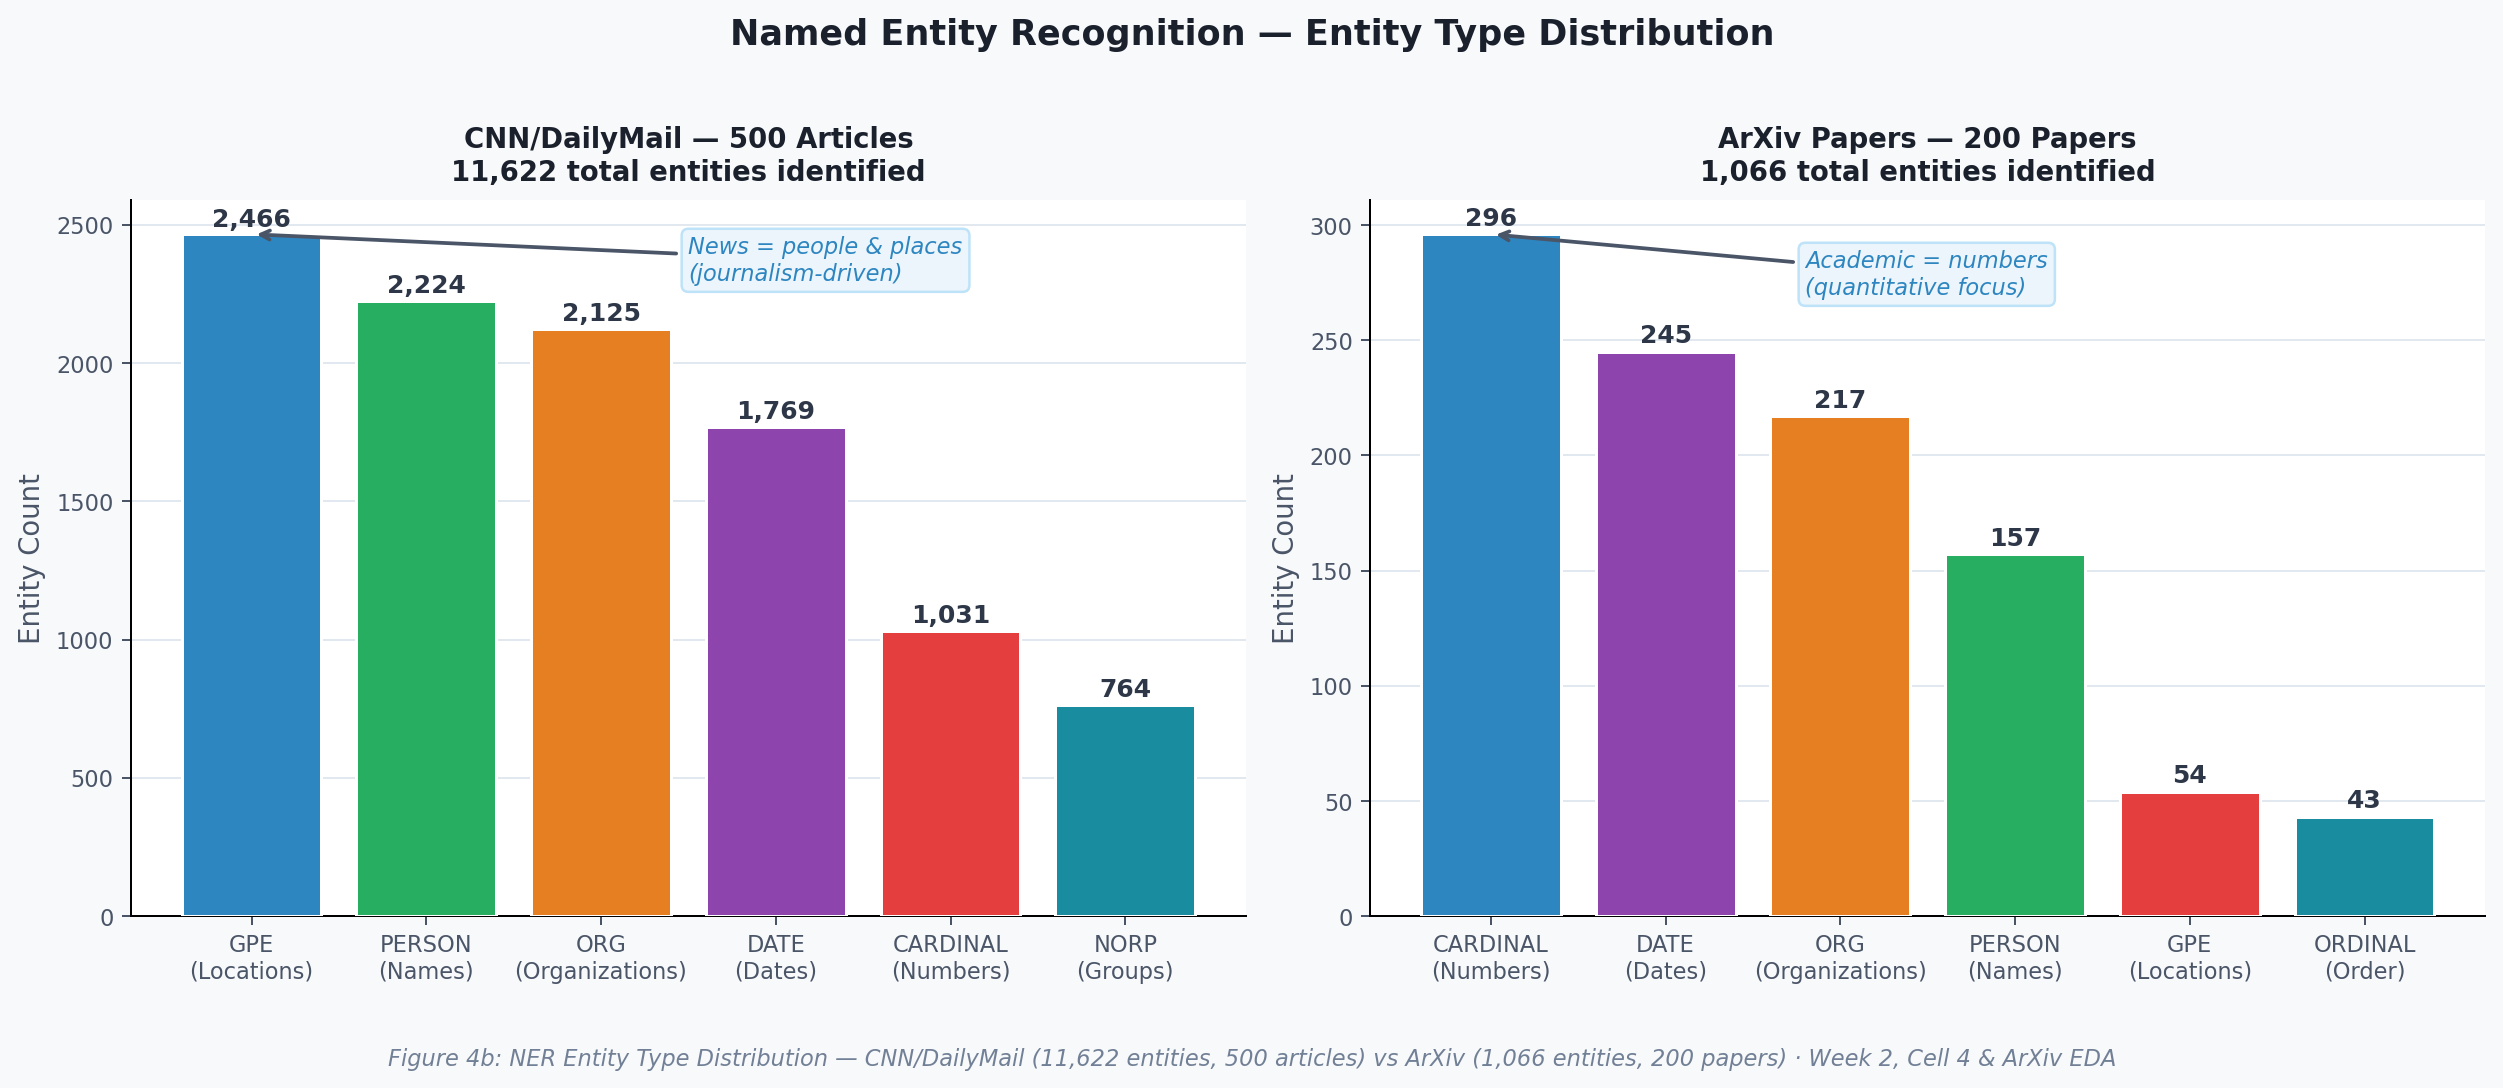 Named Entity Recognition — Entity Type Distribution
CNN/DailyMail — 500 Articles
11,622 total entities identified
Entity Count
2500
2000
1500
1000
500
0
2,466
2,224
2,125
1,769
1,031
764
News = people & places
(journalism-driven)
GPE
(Locations)
PERSON
(Names)
ORG
(Organizations)
DATE
(Dates)
CARDINAL
(Numbers)
NORP
(Groups)
ArXiv Papers — 200 Papers
1,066 total entities identified
Entity Count
300
250
200
150
100
50
0
296
245
217
157
54
43
Academic = numbers
(quantitative focus)
CARDINAL
(Numbers)
DATE
(Dates)
ORG
(Organizations)
PERSON
(Names)
GPE
(Locations)
ORDINAL
(Order)
Figure 4b: NER Entity Type Distribution — CNN/DailyMail (11,622 entities, 500 articles) vs ArXiv (1,066 entities, 200 papers) · Week 2, Cell 4 & ArXiv EDA